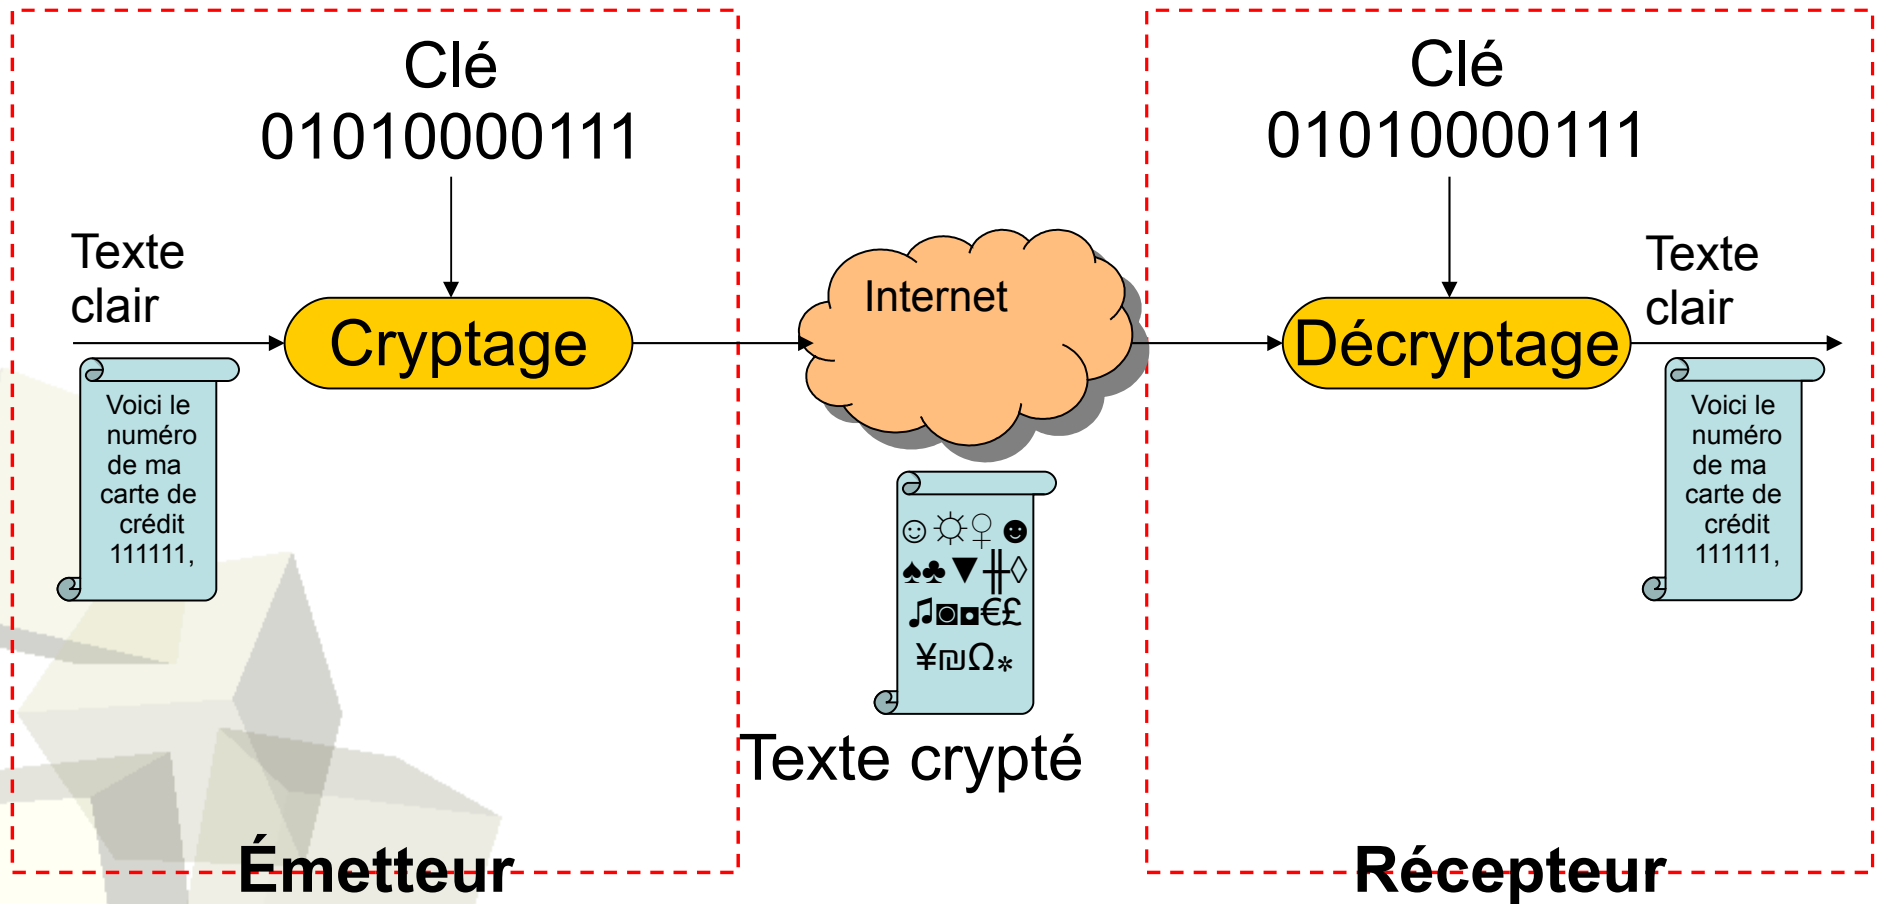 Clé
01010000111
Texte
clair
Cryptage
Voici le
numéro
de ma
carte de
crédit
111111,
Émetteur
Internet
☺☼♀☻
♠♣▼╫◊
♫◙◘€£
¥₪Ω*
Texte crypté
Clé
01010000111
Décryptage
Texte
clair
Voici le
numéro
de ma
carte de
crédit
111111,
Récepteur